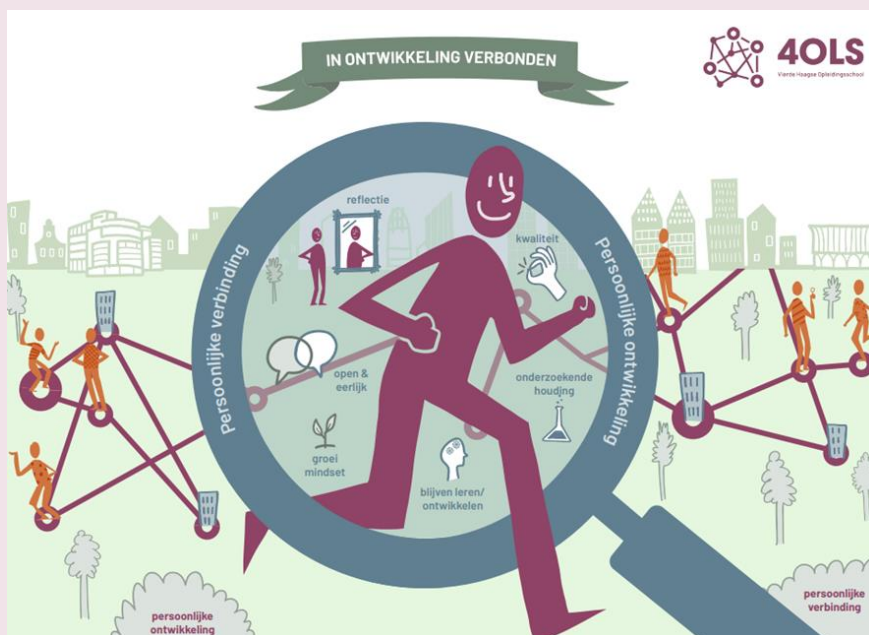 IN ONTWIKKELING VERBONDEN
4OLS
Vierde Haagse Opleidingsschool
reflectie
kwaliteit
Persoonlijke verbinding
Persoonlijke ontwikkeling
open &
eerlijk
onderzoekende
houding
groei
mindset
blijven leren/
ontwikkelen
persoonlijke
ontwikkeling
persoonlijke
verbinding